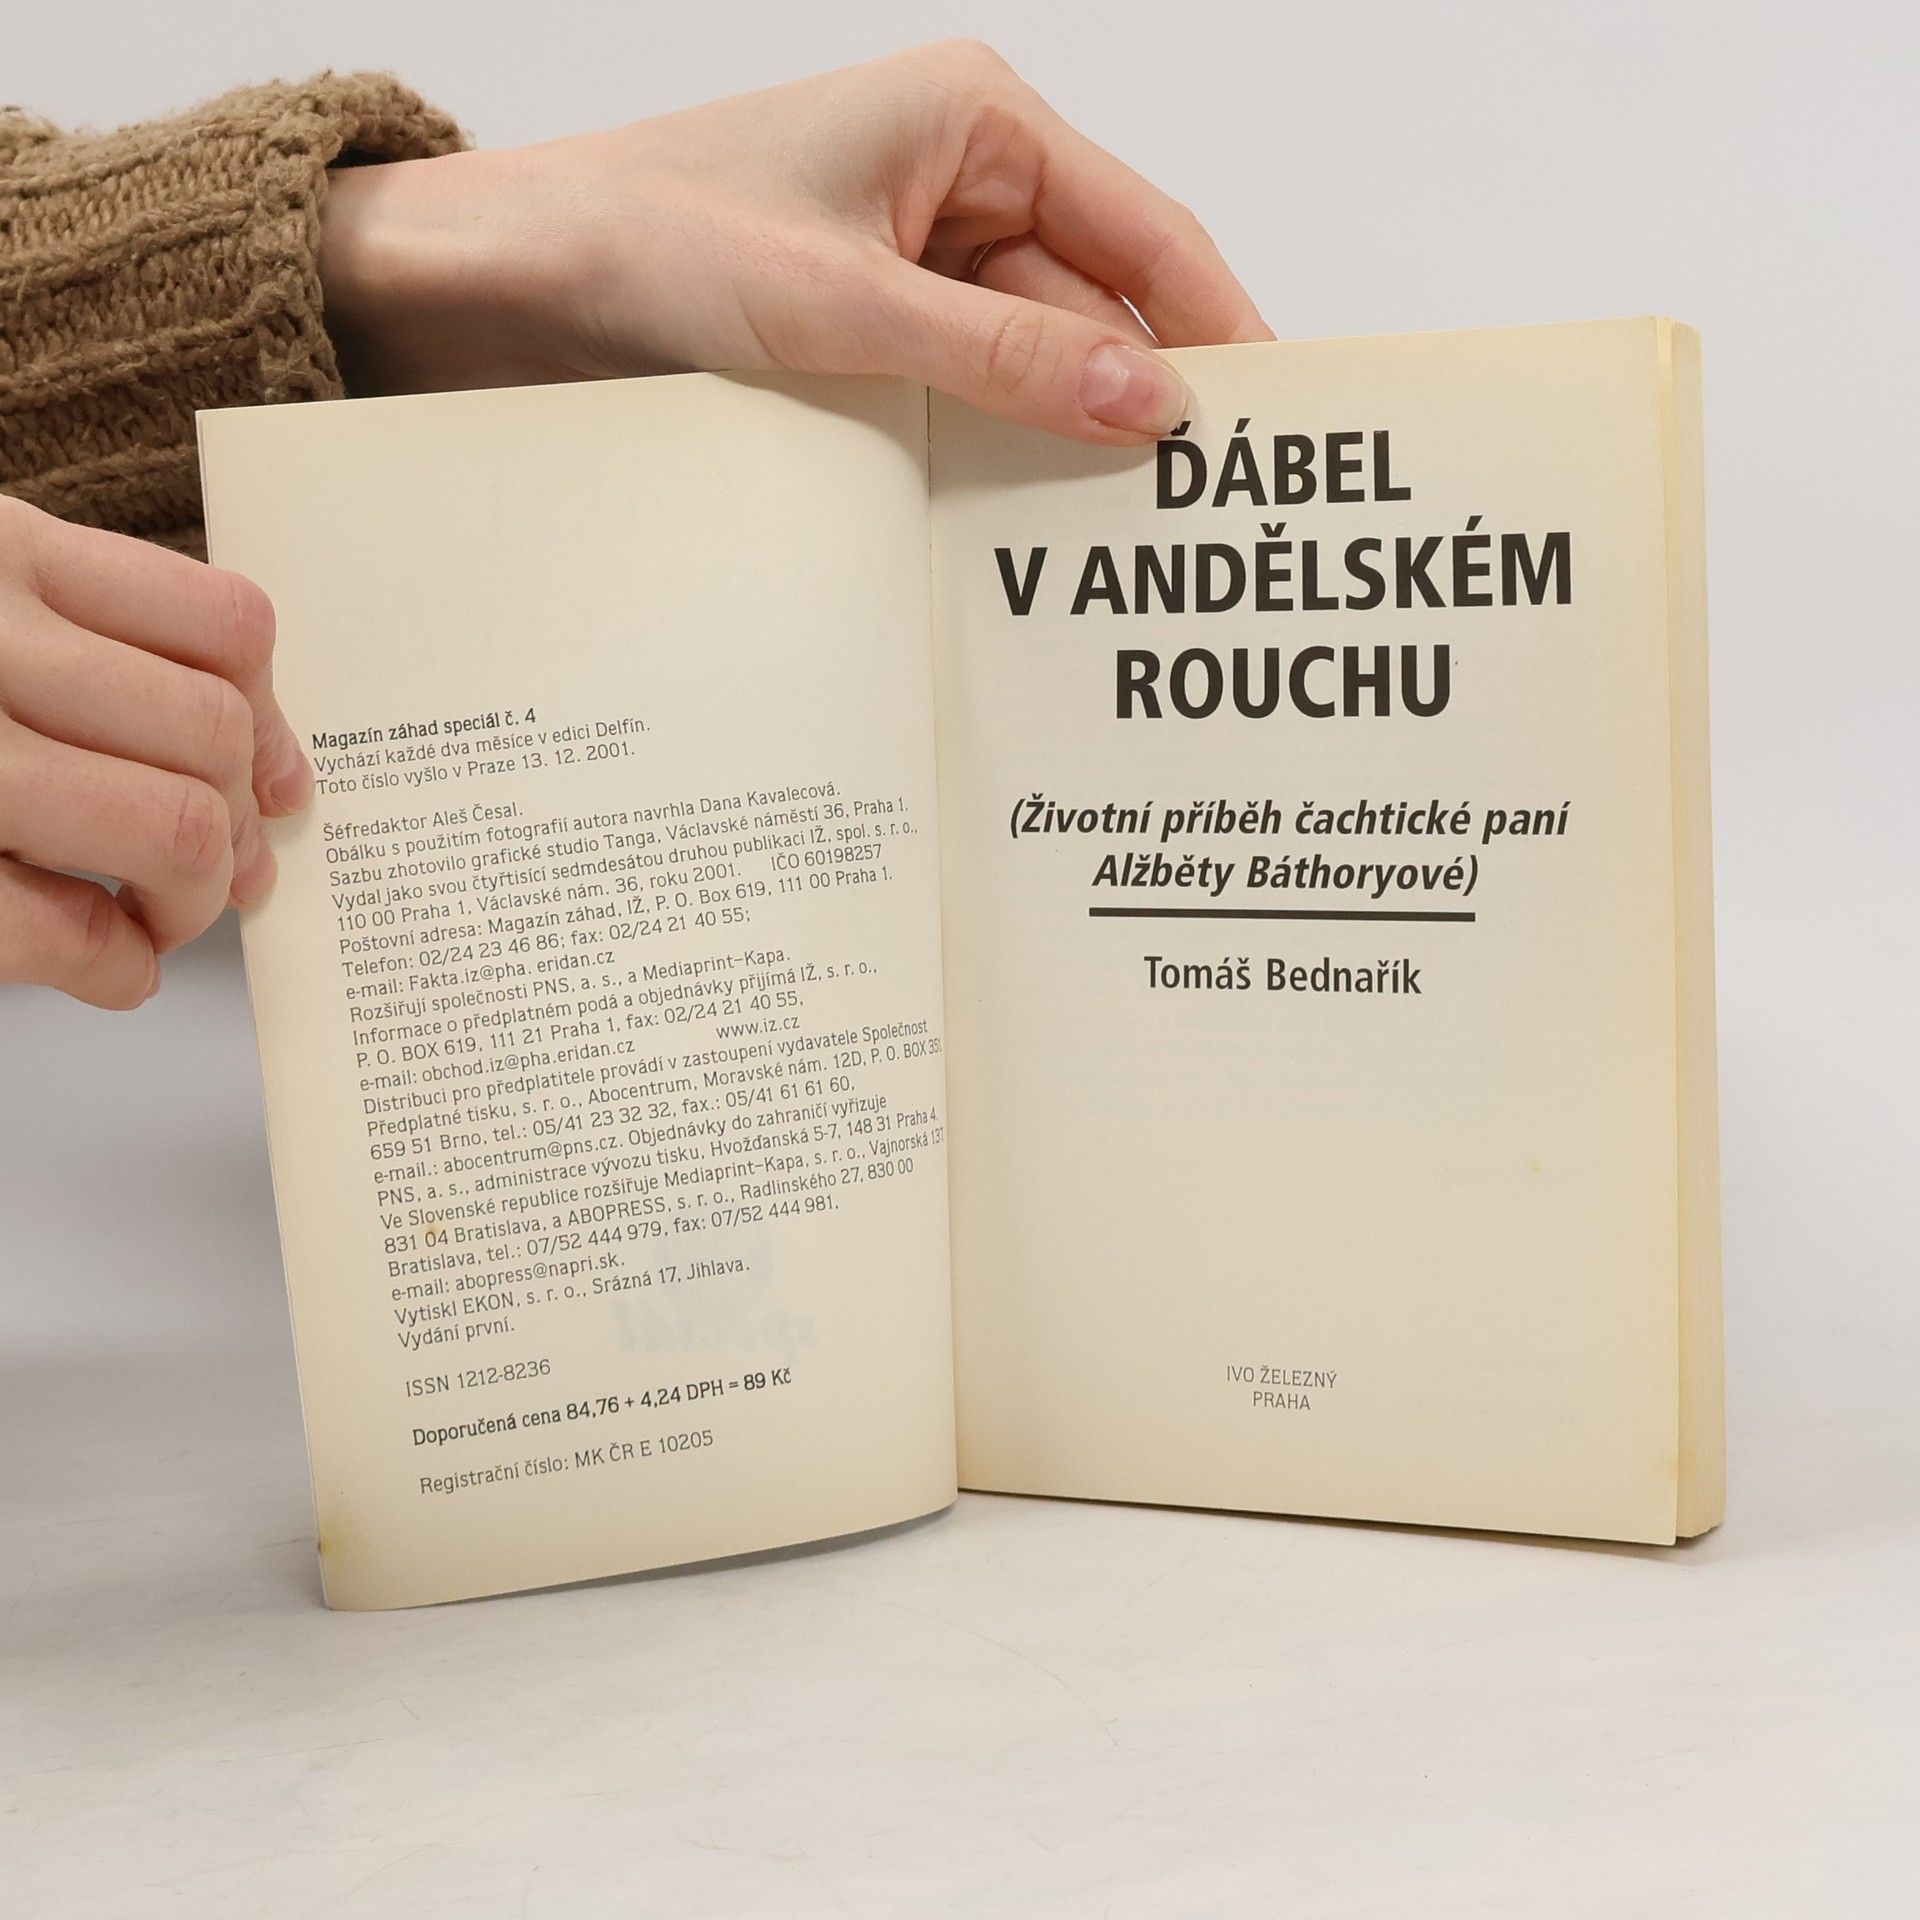 Magazín záhad speciál č. 4
Vychází každé dva měsíce v edici Delfín.
Toto číslo vyšlo v Praze 13. 12. 2001.
Šéfredaktor Aleš Česal.
Obálku s použitím fotografií autora navrhla Dana Kavalecová.
Sazbu zhotovilo grafické studio Tanga, Václavské náměstí 36, Praha 1.
Vydal jako svou čtyřtisící sedmdesátou druhou publikaci IŽ, spol. s. r. o.,
110 00 Praha 1, Václavské nám. 36, roku 2001. IČO 60198257
Poštovní adresa: Magazín záhad, IŽ, P. O. Box 619, 111 00 Praha 1.
Telefon: 02/24 23 46 86; fax: 02/24 21 40 55;
e-mail: Fakta.iz@pha. eridan.cz
Rozšiřují společnosti PNS, a. s., a Mediaprint–Kapa.
Informace o předplatném podá a objednávky přijímá IŽ, s. r. o.,
P. O. BOX 619, 111 21 Praha 1, fax: 02/24 21 40 55,
e-mail: obchod.iz@pha.eridan.cz www.iz.cz
Distribuci pro předplatitele provádí v zastoupení vydavatele Společnost
Předplatné tisku, s. r. o., Abocentrum, Moravské nám. 12D, P. O. BOX 351,
659 51 Brno, tel.: 05/41 23 32 32, fax.: 05/41 61 61 60,
e-mail.: abocentrum@pns.cz. Objednávky do zahraničí vyřizuje
PNS, a. s., administrace vývozu tisku, Hvožďanská 5-7, 148 31 Praha 4.
Ve Slovenské republice rozšiřuje Mediaprint–Kapa, s. r. o., Vajnorská 137,
831 04 Bratislava, a ABOPRESS, s. r. o., Radlinského 27, 830 00
Bratislava, tel.: 07/52 444 979, fax: 07/52 444 981,
e-mail: abopress@napri.sk.
Vytiskl EKON, s. r. o., Srázná 17, Jihlava.
Vydání první.
ISSN 1212-8236
Doporučená cena 84,76 + 4,24 DPH = 89 Kč
Registrační číslo: MK ČR E 10205
ĎÁBEL
V ANDĚLSKÉM
ROUCHU
(Životní příběh čachtické paní
Alžběty Báthoryové)
Tomáš Bednařík
IVO ŽELEZNÝ
PRAHA